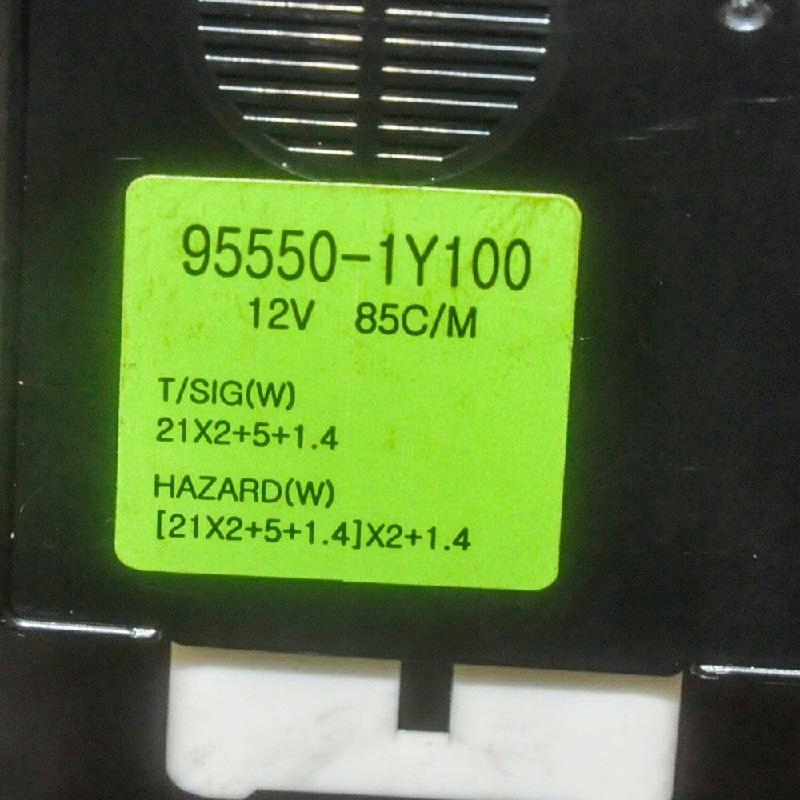 95550-1Y100
12V 85C/M
T/SIG(W)
21X2+5+1.4
HAZARD(W)
[21X2+5+1.4]X2+1.4